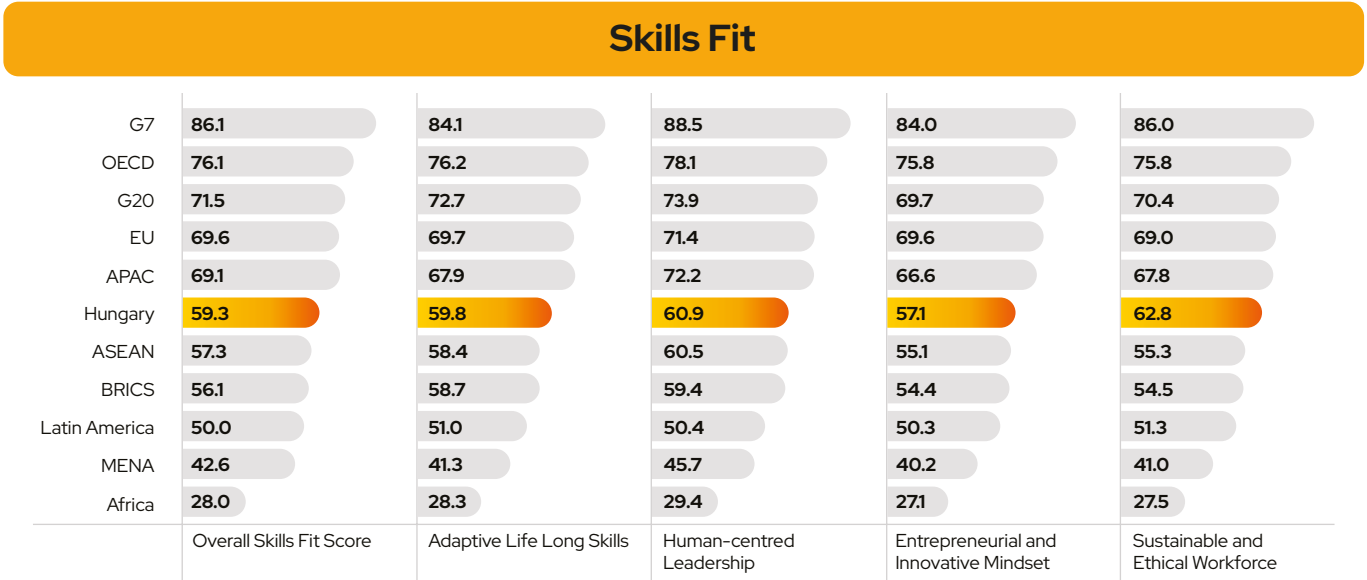 Skills Fit
G7 86.1 84.1 88.5 84.0 86.0
OECD 76.1 76.2 78.1 75.8 75.8
G20 71.5 72.7 73.9 69.7 70.4
EU 69.6 69.7 71.4 69.6 69.0
APAC 69.1 67.9 72.2 66.6 67.8
Hungary 59.3 59.8 60.9 57.1 62.8
ASEAN 57.3 58.4 60.5 55.1 55.3
BRICS 56.1 58.7 59.4 54.4 54.5
Latin America 50.0 51.0 50.4 50.3 51.3
MENA 42.6 41.3 45.7 40.2 41.0
Africa 28.0 28.3 29.4 27.1 27.5
Overall Skills Fit Score
Adaptive Life Long Skills
Human-centred
Leadership
Entrepreneurial and
Innovative Mindset
Sustainable and
Ethical Workforce